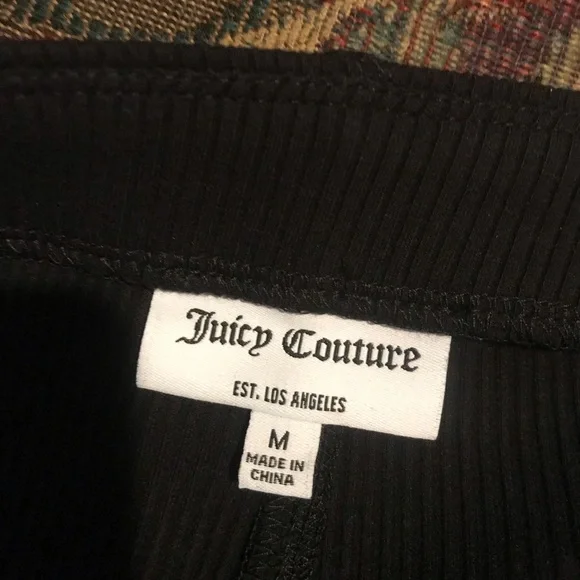 Juicy Couture
EST. LOS ANGELES
M
MADE IN
CHINA